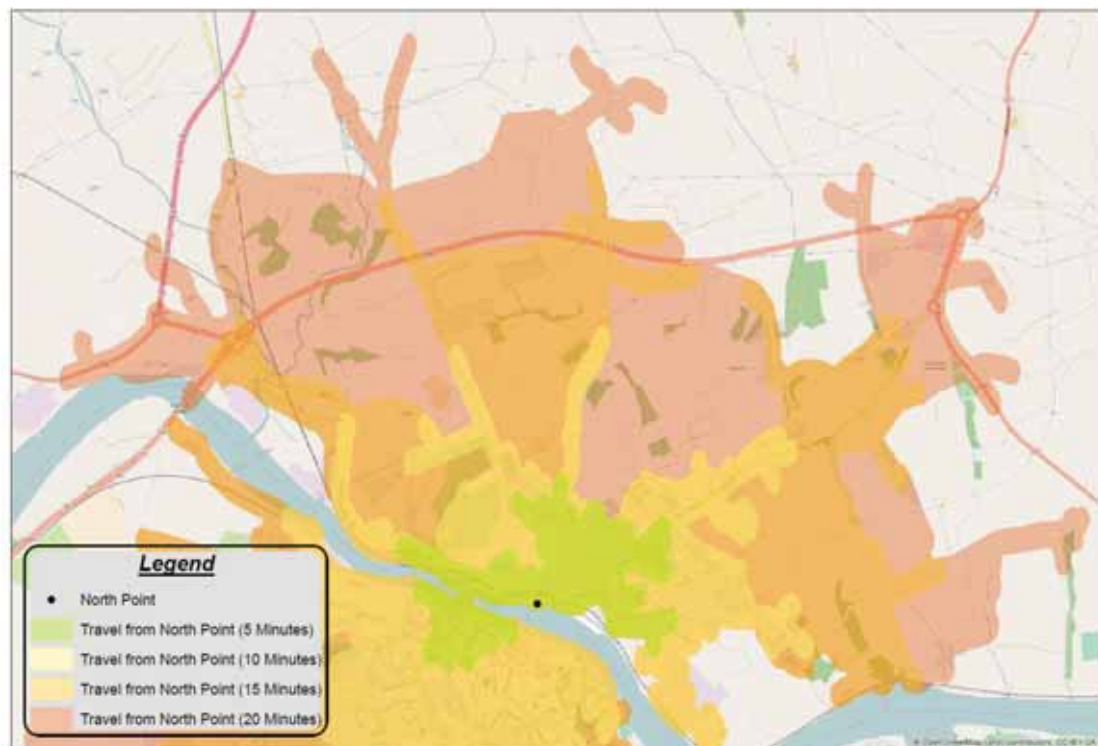 Legend
North Point
Travel from North Point (5 Minutes)
Travel from North Point (10 Minutes)
Travel from North Point (15 Minutes)
Travel from North Point (20 Minutes)